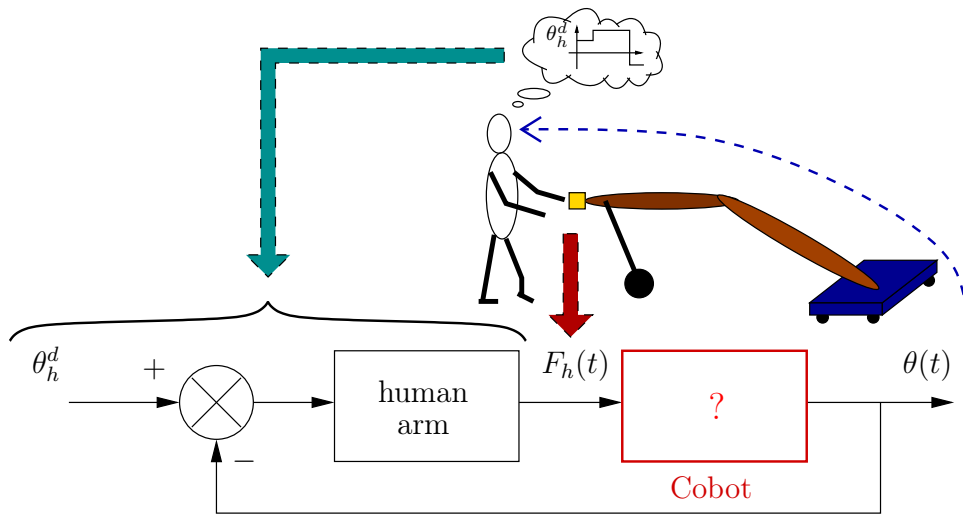 θ_h^d
θ_h^d
+
−
human
arm
F_h(t)
?
Cobot
θ(t)